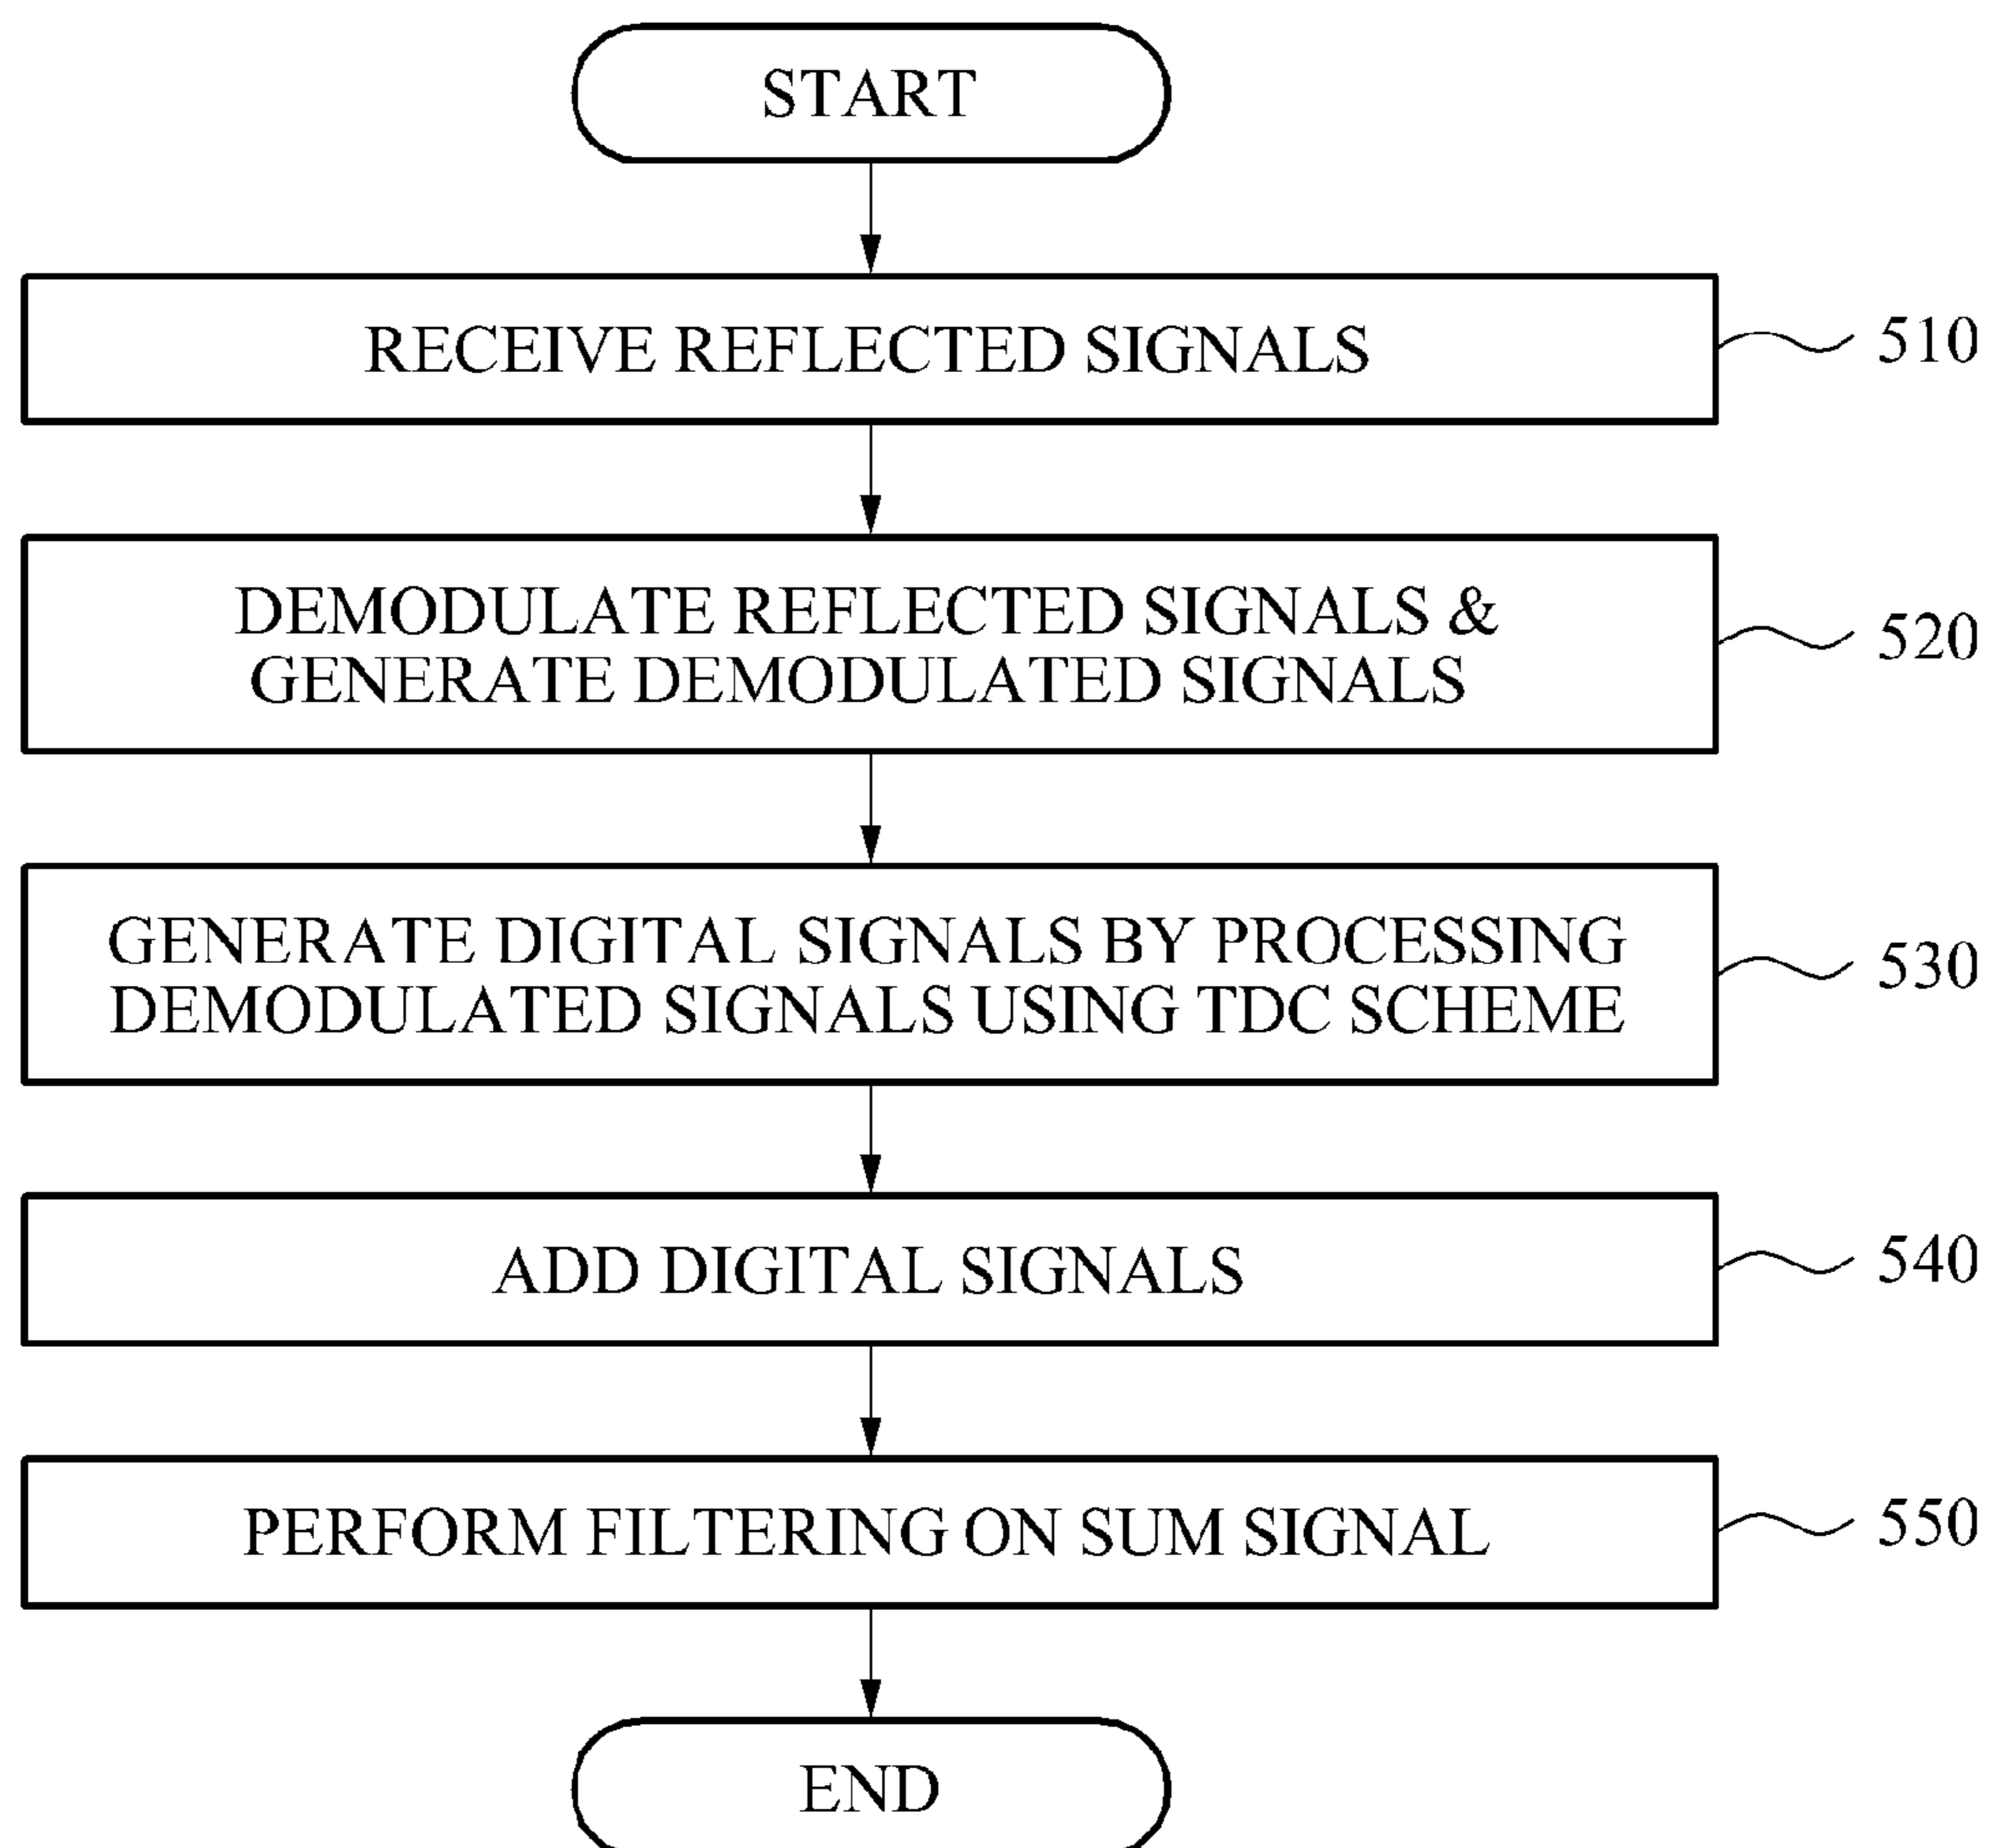 START
RECEIVE REFLECTED SIGNALS
510
DEMODULATE REFLECTED SIGNALS &
GENERATE DEMODULATED SIGNALS
520
GENERATE DIGITAL SIGNALS BY PROCESSING
DEMODULATED SIGNALS USING TDC SCHEME
530
ADD DIGITAL SIGNALS
540
PERFORM FILTERING ON SUM SIGNAL
550
END